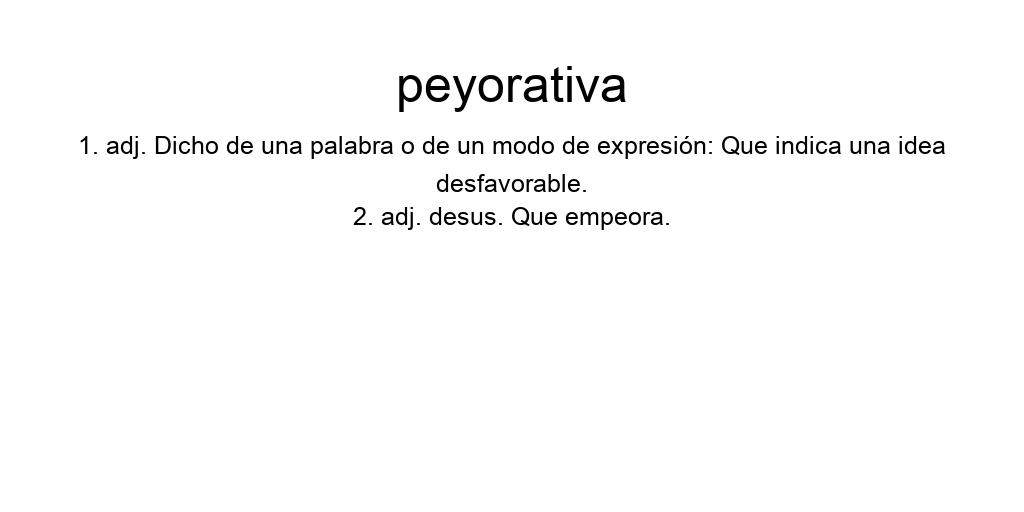 peyorativa
1. adj. Dicho de una palabra o de un modo de expresión: Que indica una idea
desfavorable.
2. adj. desus. Que empeora.